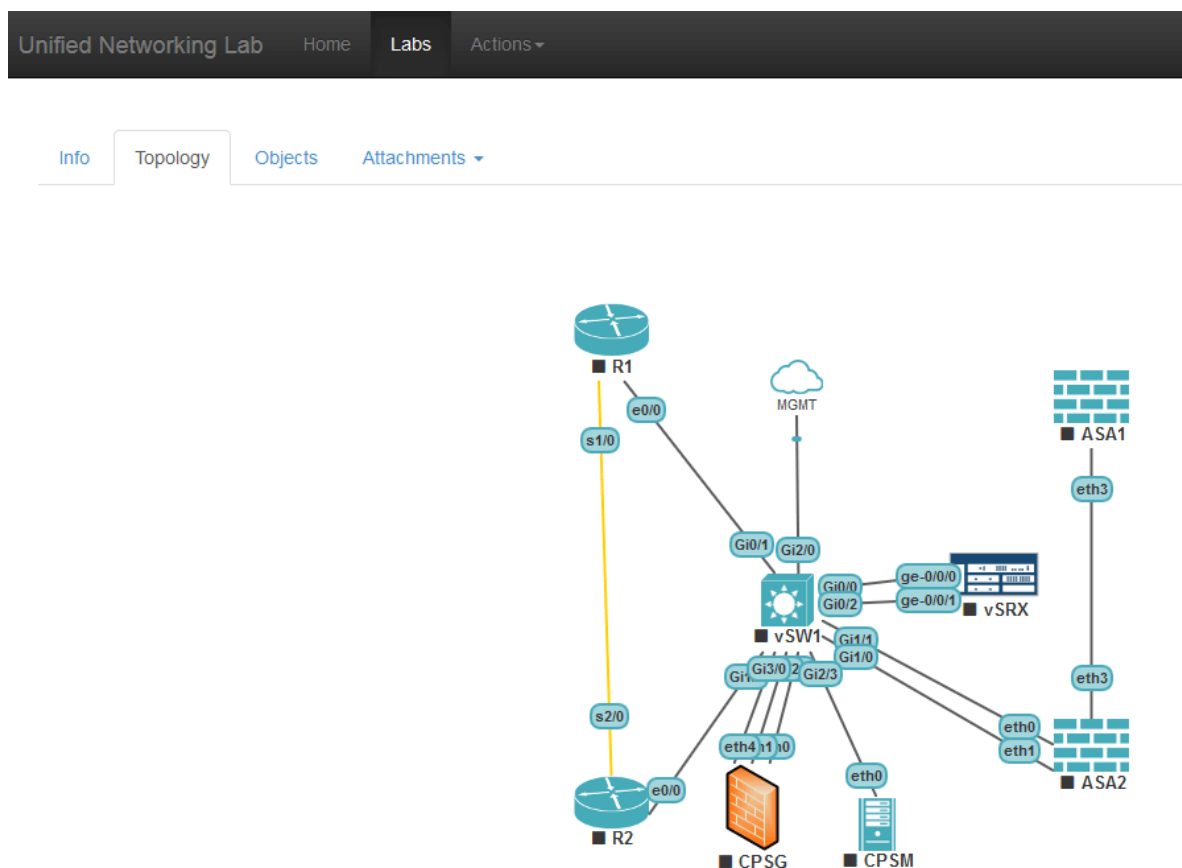 Unified Networking Lab Home Labs Actions
Info Topology Objects Attachments
R1
MGMT
e0/0
ASA1
s1/0
eth3
Gi0/1 Gi2/0
Gi0/0 ge-0/0/0
Gi0/2 ge-0/0/1
vSRX
vSW1
Gi1/1
Gi1/0
Gi3/0 Gi2/3
eth3
s2/0
eth0
eth1
eth4
eth0
e0/0
ASA2
R2
CPSG CPSM